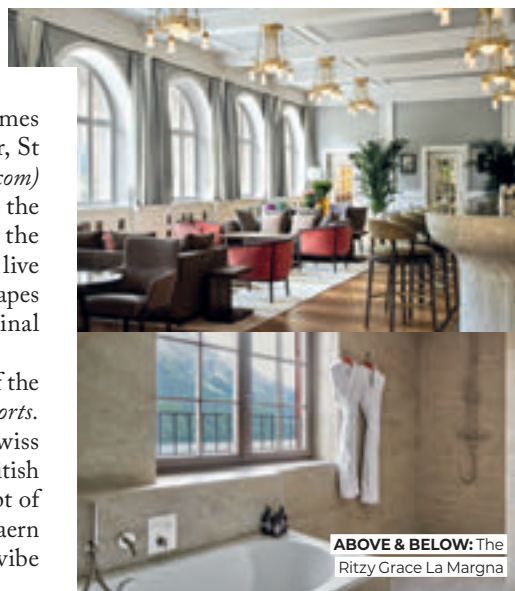 mes
r, St
com)
the
the
live
apes
inal
f the
orts.
wiss
itish
ot of
aern
vibe
ABOVE & BELOW: The
Ritzy Grace La Margna